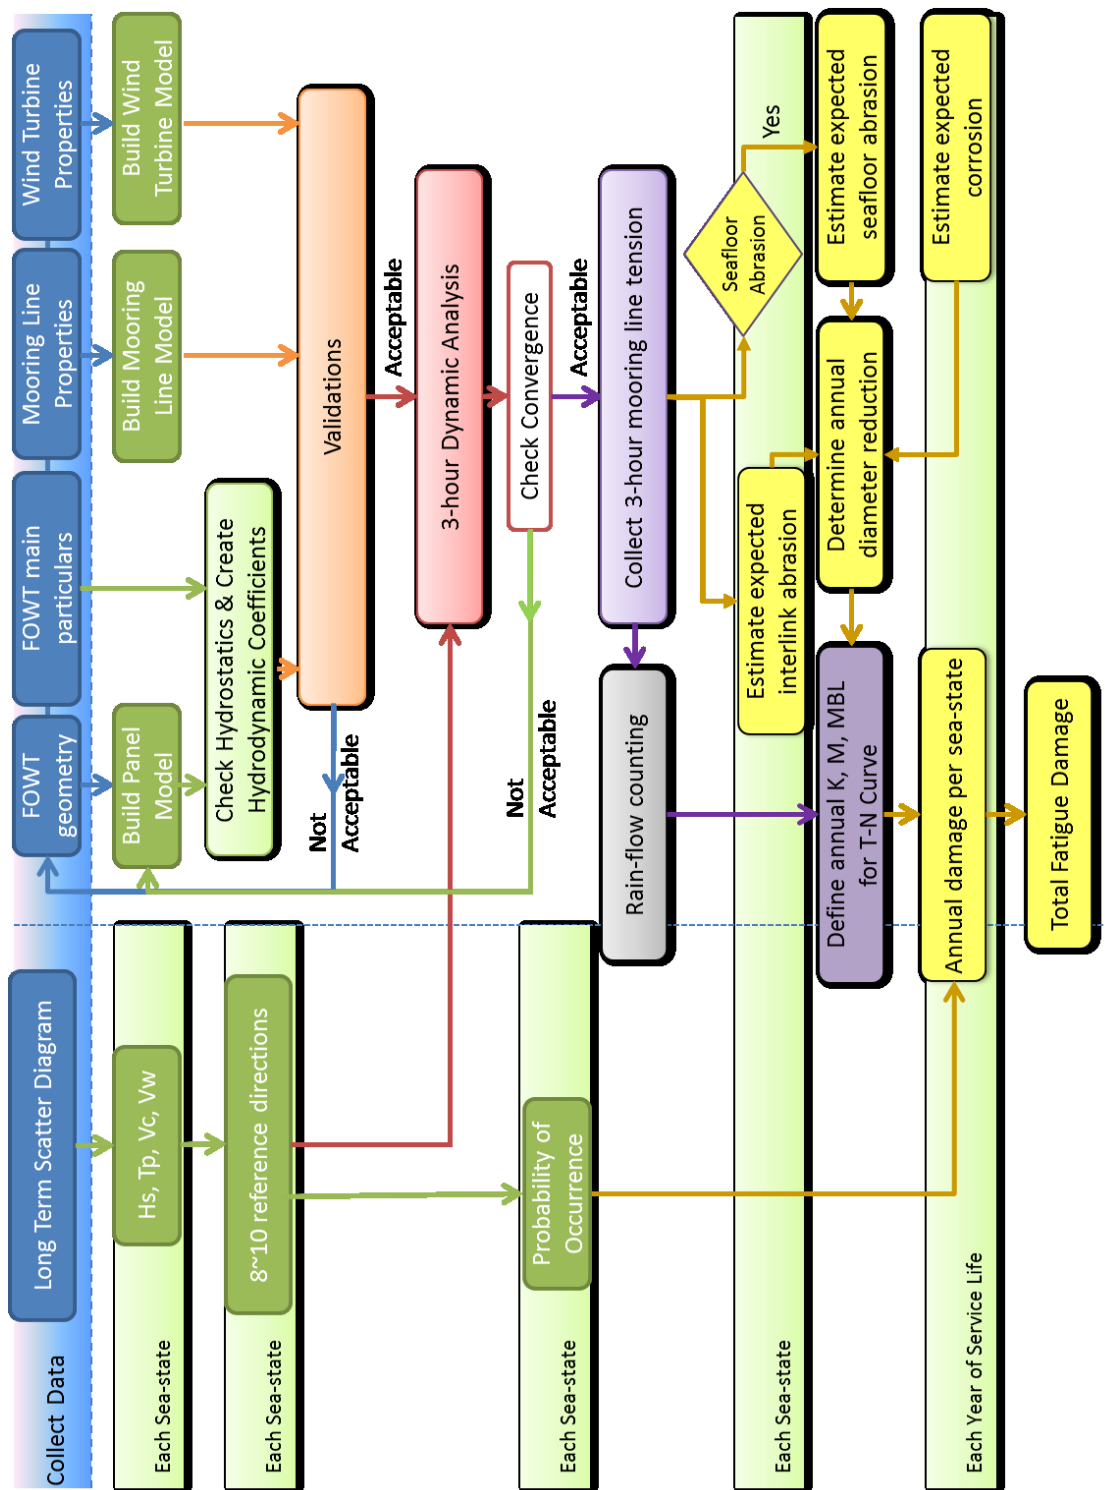 Collect Data
Long Term Scatter Diagram
FOWT
geometry
FOWT main
particulars
Mooring Line
Properties
Wind Turbine
Properties
Each Sea-state
Hs, Tp, Vc, Vw
Build Panel
Model
Build Mooring
Line Model
Build Wind
Turbine Model
Each Sea-state
8~10 reference directions
Check Hydrostatics & Create
Hydrodynamic Coefficients
Not
Acceptable
Validations
Acceptable
3-hour Dynamic Analysis
Each Sea-state
Probability of
Occurrence
Not
Acceptable
Check Convergence
Acceptable
Rain-flow counting
Collect 3-hour mooring line tension
Each Sea-state
Estimate expected
interlink abrasion
Seafloor
Abrasion
Yes
Define annual K, M, MBL
for T-N Curve
Determine annual
diameter reduction
Estimate expected
seafloor abrasion
Each Year of Service Life
Annual damage per sea-state
Estimate expected
corrosion
Total Fatigue Damage